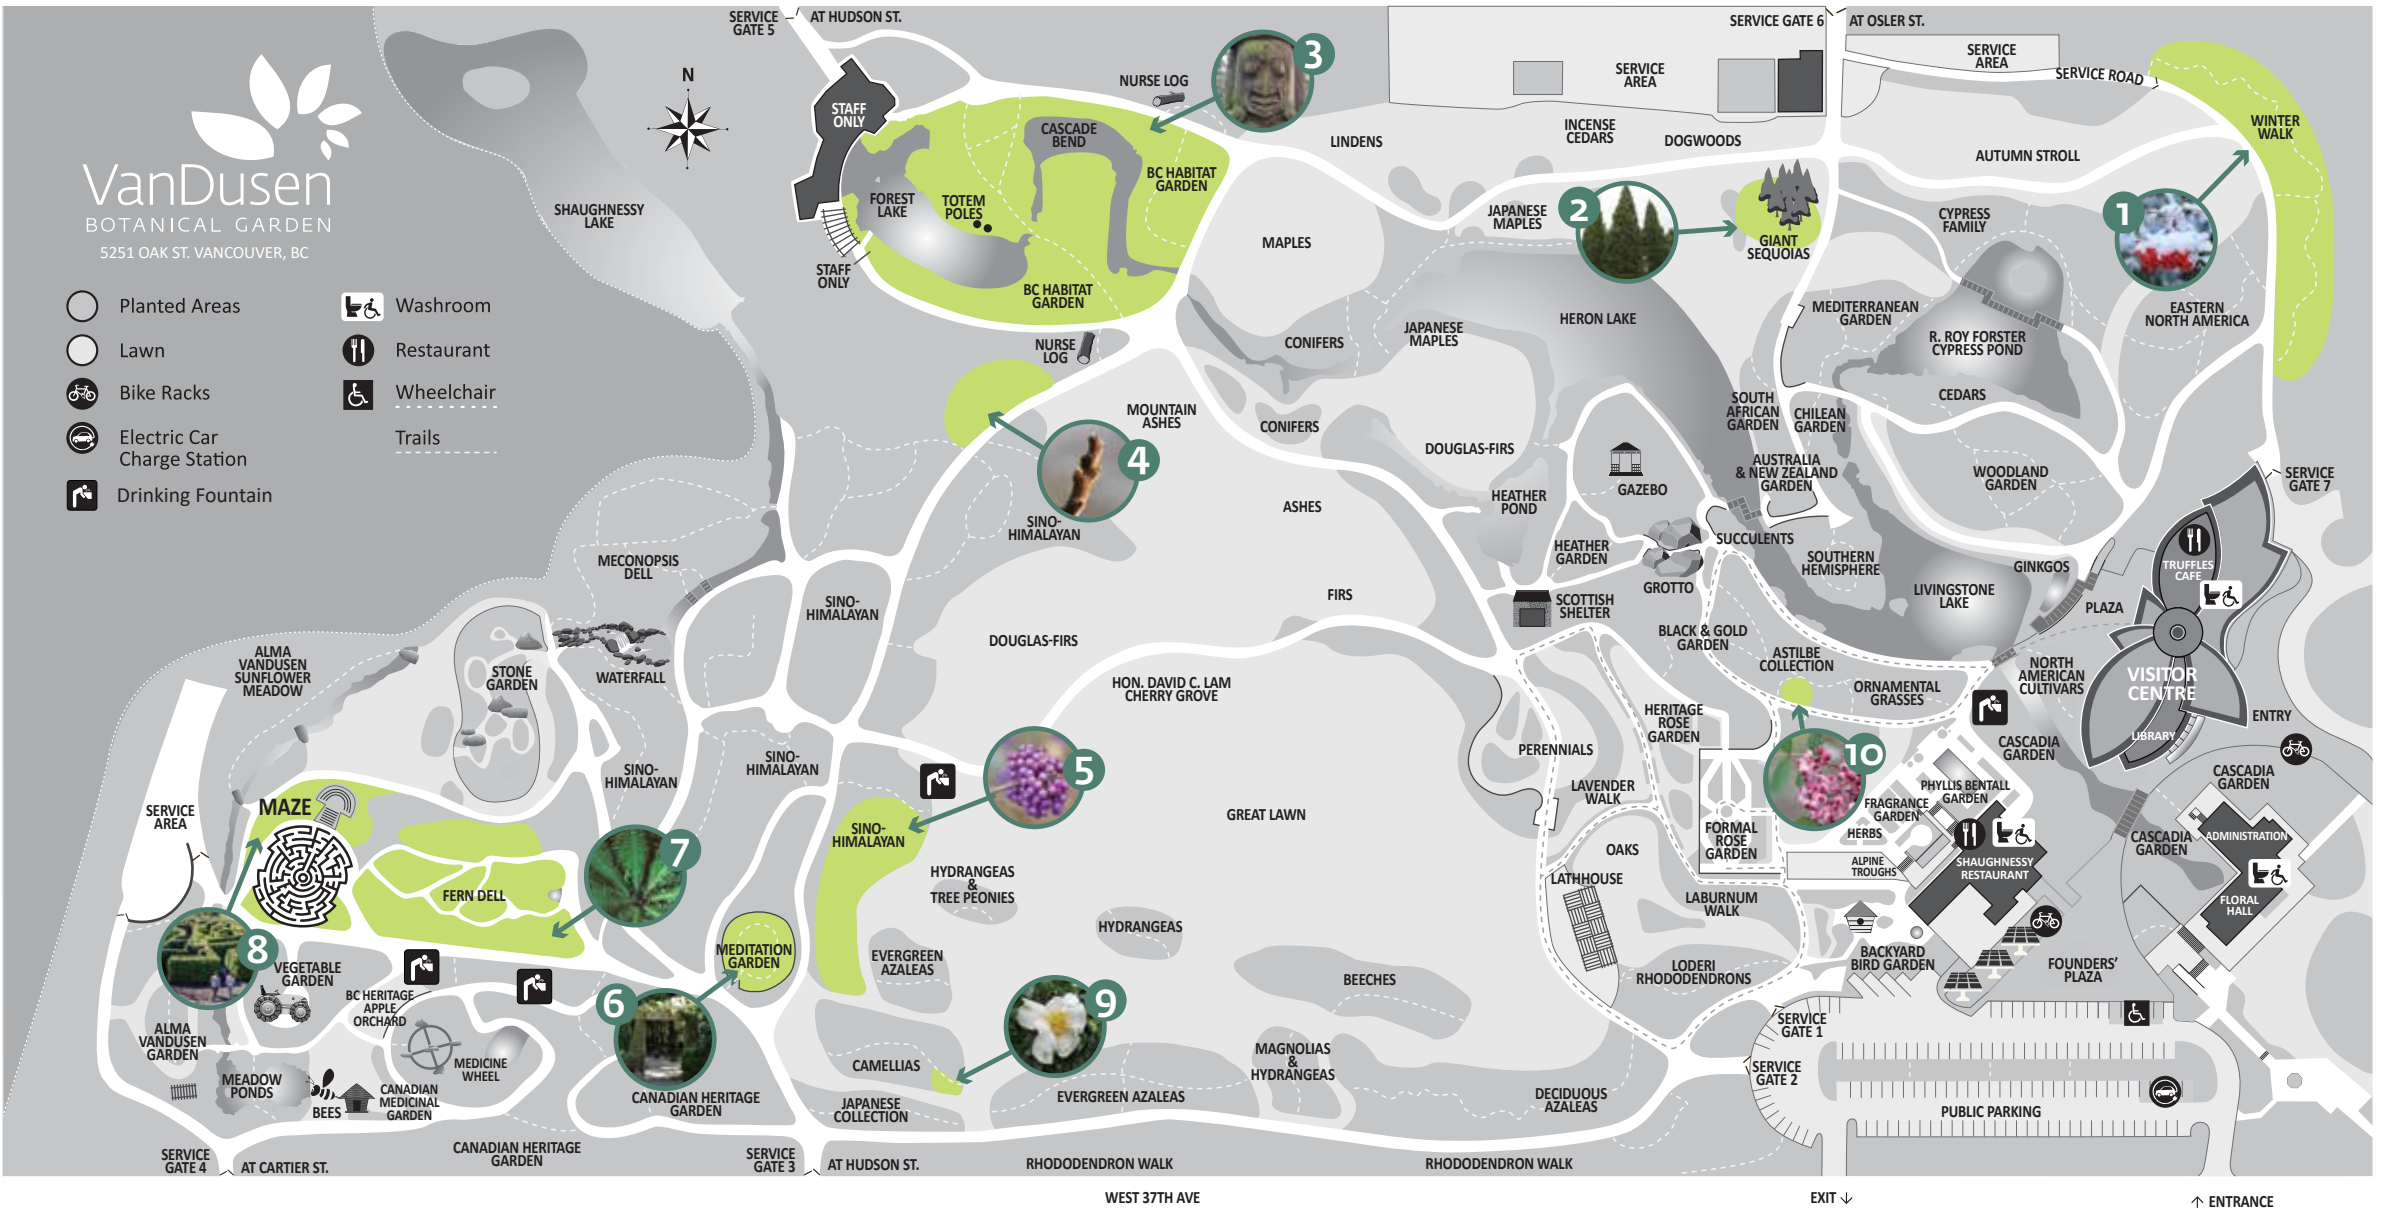 SERVICE
GATE 5
AT HUDSON ST.
SERVICE GATE 6
AT OSLER ST.
VanDusen
BOTANICAL GARDEN
5251 OAK ST. VANCOUVER, BC
Planted Areas
Lawn
Bike Racks
Electric Car
Charge Station
Drinking Fountain
Washroom
Restaurant
Wheelchair
Trails
N
SHAUGHNESSY
LAKE
STAFF
ONLY
STAFF
ONLY
NURSE LOG
3
CASCADE
BEND
BC HABITAT
GARDEN
FOREST
LAKE
TOTEM
POLES
BC HABITAT
GARDEN
NURSE
LOG
LINDENS
SERVICE
AREA
INCENSE
CEDARS
DOGWOODS
SERVICE
AREA
SERVICE ROAD
WINTER
WALK
AUTUMN STROLL
1
2
JAPANESE
MAPLES
GIANT
SEQUOIAS
CYPRESS
FAMILY
MAPLES
HERON LAKE
MEDITERRANEAN
GARDEN
EASTERN
NORTH AMERICA
CONIFERS
JAPANESE
MAPLES
R. ROY FORSTER
CYPRESS POND
CEDARS
MOUNTAIN
ASHES
CONIFERS
SOUTH
AFRICAN
GARDEN
CHILEAN
GARDEN
4
DOUGLAS-FIRS
GAZEBO
AUSTRALIA
& NEW ZEALAND
GARDEN
WOODLAND
GARDEN
SERVICE
GATE 7
SINO-
HIMALAYAN
ASHES
HEATHER
POND
HEATHER
GARDEN
SUCCULENTS
SOUTHERN
HEMISPHERE
GROTTO
GINKGOS
TRUFFLES
CAFE
MECONOPSIS
DELL
SINO-
HIMALAYAN
FIRS
SCOTTISH
SHELTER
LIVINGSTONE
LAKE
PLAZA
DOUGLAS-FIRS
BLACK & GOLD
GARDEN
ASTILBE
COLLECTION
ALMA
VANDUSEN
SUNFLOWER
MEADOW
STONE
GARDEN
WATERFALL
HON. DAVID C. LAM
CHERRY GROVE
ORNAMENTAL
GRASSES
NORTH
AMERICAN
CULTIVARS
VISITOR
CENTRE
ENTRY
LIBRARY
HERITAGE
ROSE
GARDEN
PERENNIALS
10
CASCADIA
GARDEN
CASCADIA
GARDEN
SINO-
HIMALAYAN
SINO-
HIMALAYAN
5
LAVENDER
WALK
PHYLLIS BENTALL
GARDEN
FRAGRANCE
GARDEN
SERVICE
AREA
MAZE
SINO-
HIMALAYAN
GREAT LAWN
FORMAL
ROSE
GARDEN
HERBS
CASCADIA
GARDEN
ADMINISTRATION
7
OAKS
ALPINE
TROUGHS
SHAUGHNESSY
RESTAURANT
FERN DELL
HYDRANGEAS
&
TREE PEONIES
LATHHOUSE
LABURNUM
WALK
FLORAL
HALL
8
MEDITATION
GARDEN
HYDRANGEAS
EVERGREEN
AZALEAS
BEECHES
LODERI
RHODODENDRONS
BACKYARD
BIRD GARDEN
FOUNDERS'
PLAZA
VEGETABLE
GARDEN
BC HERITAGE
APPLE
ORCHARD
6
9
ALMA
VANDUSEN
GARDEN
SERVICE
GATE 1
MEDICINE
WHEEL
CAMELLIAS
MAGNOLIAS
&
HYDRANGEAS
SERVICE
GATE 2
MEADOW
PONDS
BEES
CANADIAN
MEDICINAL
GARDEN
CANADIAN HERITAGE
GARDEN
JAPANESE
COLLECTION
EVERGREEN AZALEAS
DECIDUOUS
AZALEAS
PUBLIC PARKING
SERVICE
GATE 4
AT CARTIER ST.
CANADIAN HERITAGE
GARDEN
SERVICE
GATE 3
AT HUDSON ST.
RHODODENDRON WALK
RHODODENDRON WALK
WEST 37TH AVE
EXIT ↓
↑ ENTRANCE